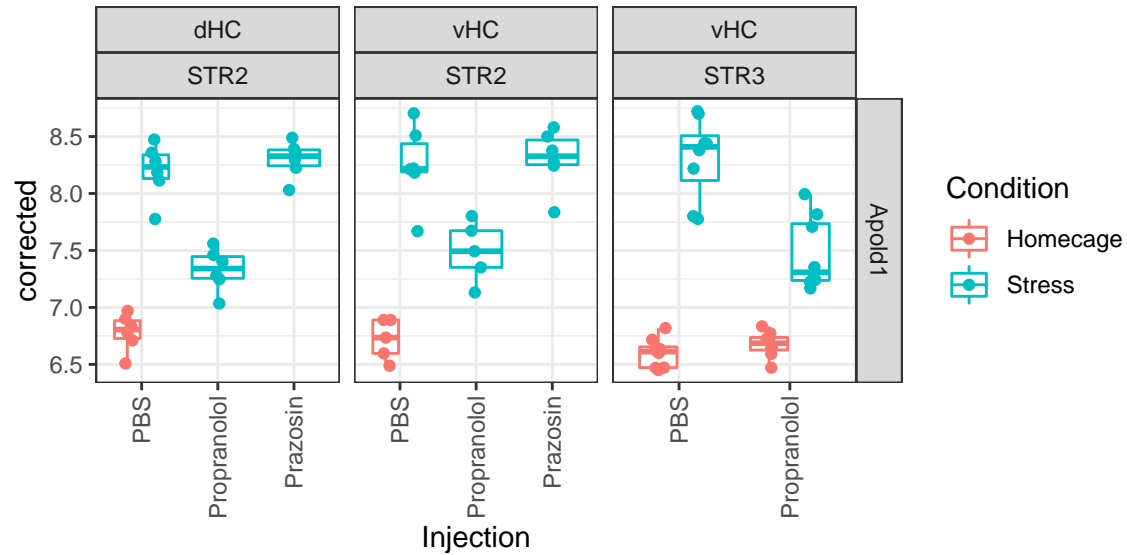 dHC
vHC
vHC
STR2
STR2
STR3
8.5
8.0
7.5
7.0
6.5
corrected
Apold1
PBS
Propranolol
Prazosin
PBS
Propranolol
Prazosin
PBS
Propranolol
Injection
Condition
Homecage
Stress